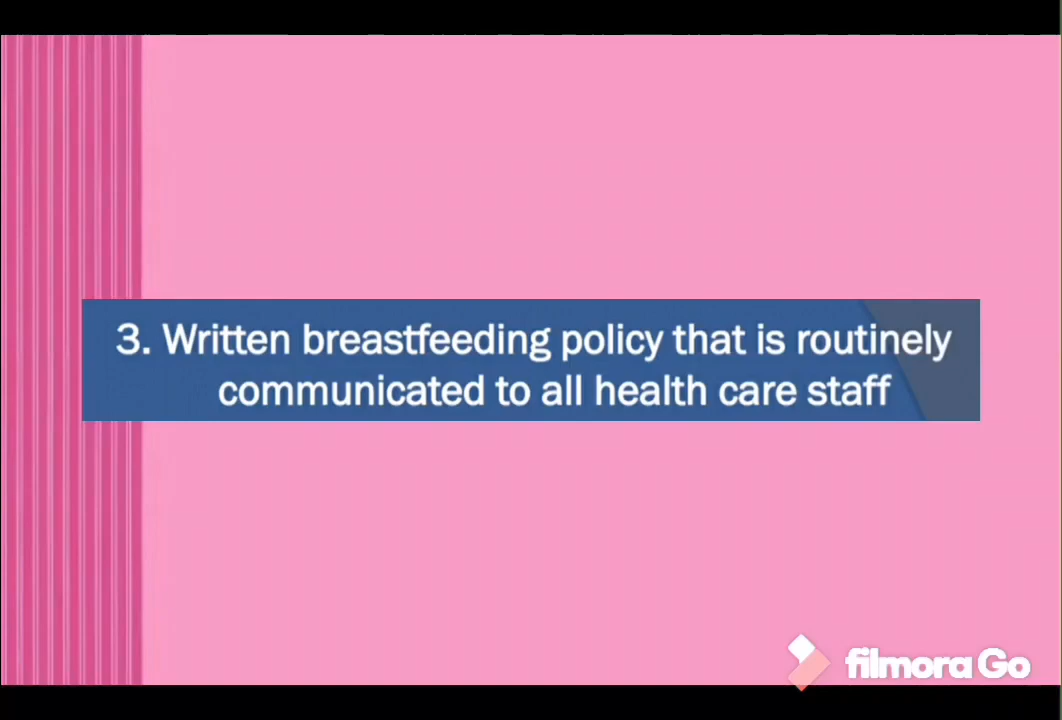 3. Written breastfeeding policy that is routinely
communicated to all health care staff
filmora Go